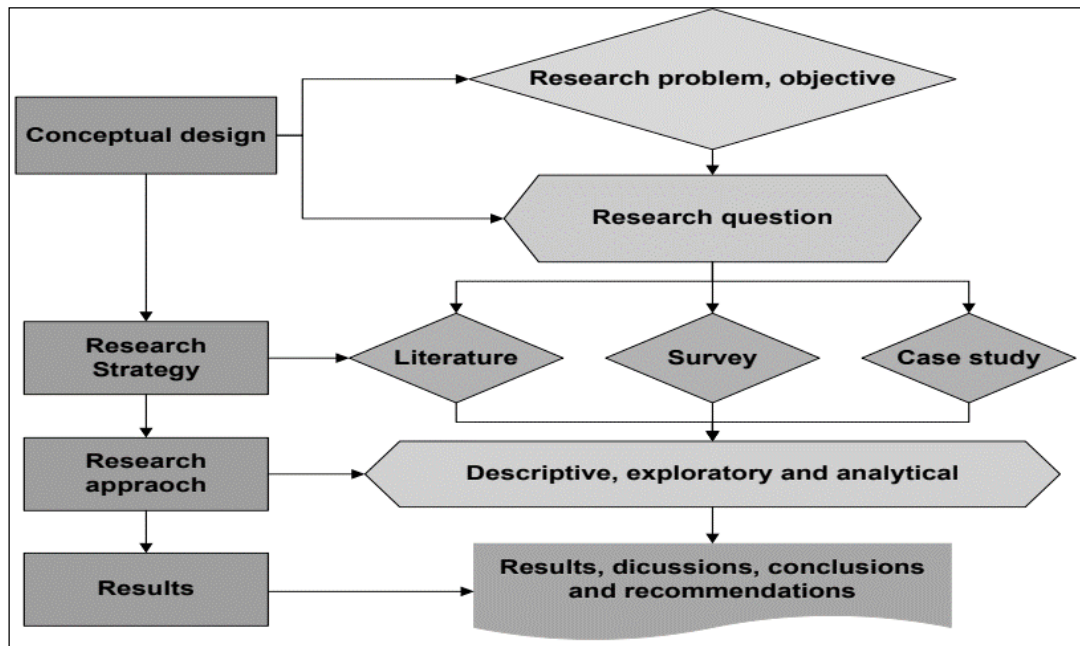 Research problem, objective
Conceptual design
Research question
Research
Strategy
Literature
Survey
Case study
Research
appraoch
Descriptive, exploratory and analytical
Results
Results, dicussions, conclusions
and recommendations